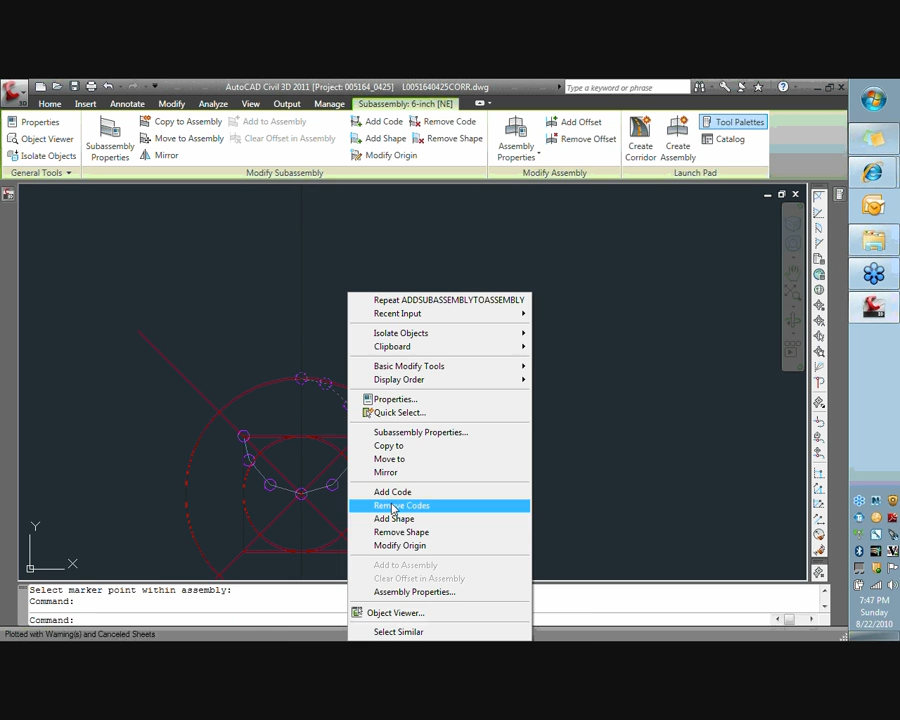 AutoCAD Civil 3D 2011 [Project: 005164_0425] L0051640425CORR.dwg
Type a keyword or phrase
Home Insert Annotate Modify Analyze View Output Manage Subassembly: 6-inch [NE]
Properties
Object Viewer
Isolate Objects
General Tools
Subassembly Properties
Copy to Assembly
Move to Assembly
Mirror
Add to Assembly
Clear Offset in Assembly
Add Code
Remove Code
Add Shape
Remove Shape
Modify Origin
Modify Subassembly
Assembly Properties
Add Offset
Remove Offset
Modify Assembly
Create Corridor
Create Assembly
Tool Palettes
Catalog
Launch Pad
Repeat ADDSUBASSEMBLYTOASSEMBLY
Recent Input
Isolate Objects
Clipboard
Basic Modify Tools
Display Order
Properties...
Quick Select...
Subassembly Properties...
Copy to
Move to
Mirror
Add Code
Remove Codes
Add Shape
Remove Shape
Modify Origin
Add to Assembly
Clear Offset in Assembly
Assembly Properties...
Object Viewer...
Select Similar
Y
X
Select marker point within assembly:
Command:
Command:
Plotted with Warning(s) and Canceled Sheets
7:47 PM
Sunday
8/22/2010